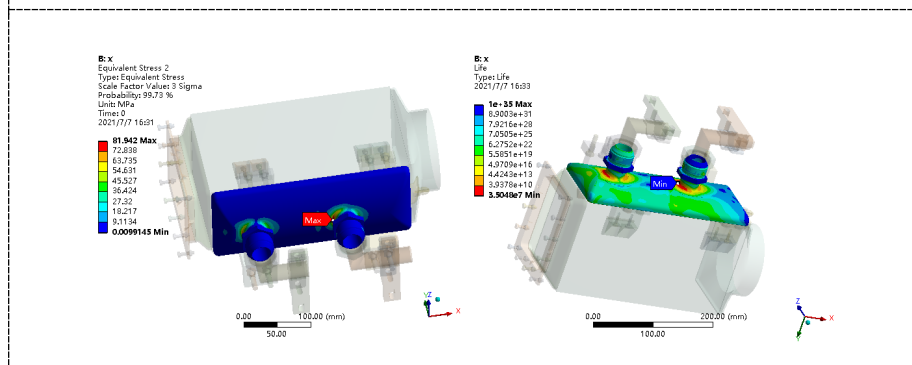 B: x
Equivalent Stress 2
Type: Equivalent Stress
Scale Factor Value: 3 Sigma
Probability: 99.73 %
Unit: MPa
Time: 0
2021/7/7 16:31
81.942 Max
72.838
63.735
54.631
45.527
36.424
27.32
18.217
9.1134
0.0099145 Min
Max
0.00
100.00 (mm)
50.00
Z
Y
X
B: x
Life
Type: Life
2021/7/7 16:33
1e+35 Max
8.9003e+31
7.9216e+28
7.0505e+25
6.2752e+22
5.5851e+19
4.9709e+16
4.4243e+13
3.9378e+10
3.5048e7 Min
Min
0.00
200.00 (mm)
100.00
Z
X
Y